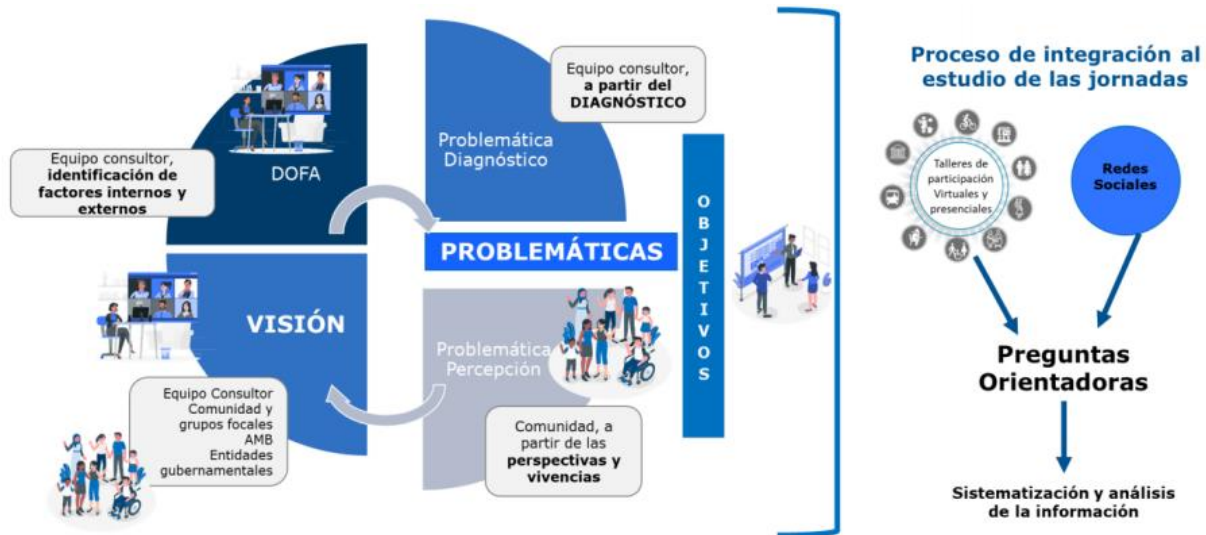 Equipo consultor,
identificación de
factores internos y
externos
DOFA
VISIÓN
Equipo Consultor
Comunidad y
grupos focales
AMB
Entidades
gubernamentales
Equipo consultor,
a partir del
DIAGNÓSTICO
Problemática
Diagnóstico
PROBLEMÁTICAS
Problemática
Percepción
Comunidad, a
partir de las
perspectivas y
vivencias
OBJETIVOS
Proceso de integración al
estudio de las jornadas
Talleres de
participación
Virtuales y
presenciales
Redes
Sociales
Preguntas
Orientadoras
Sistematización y análisis
de la información